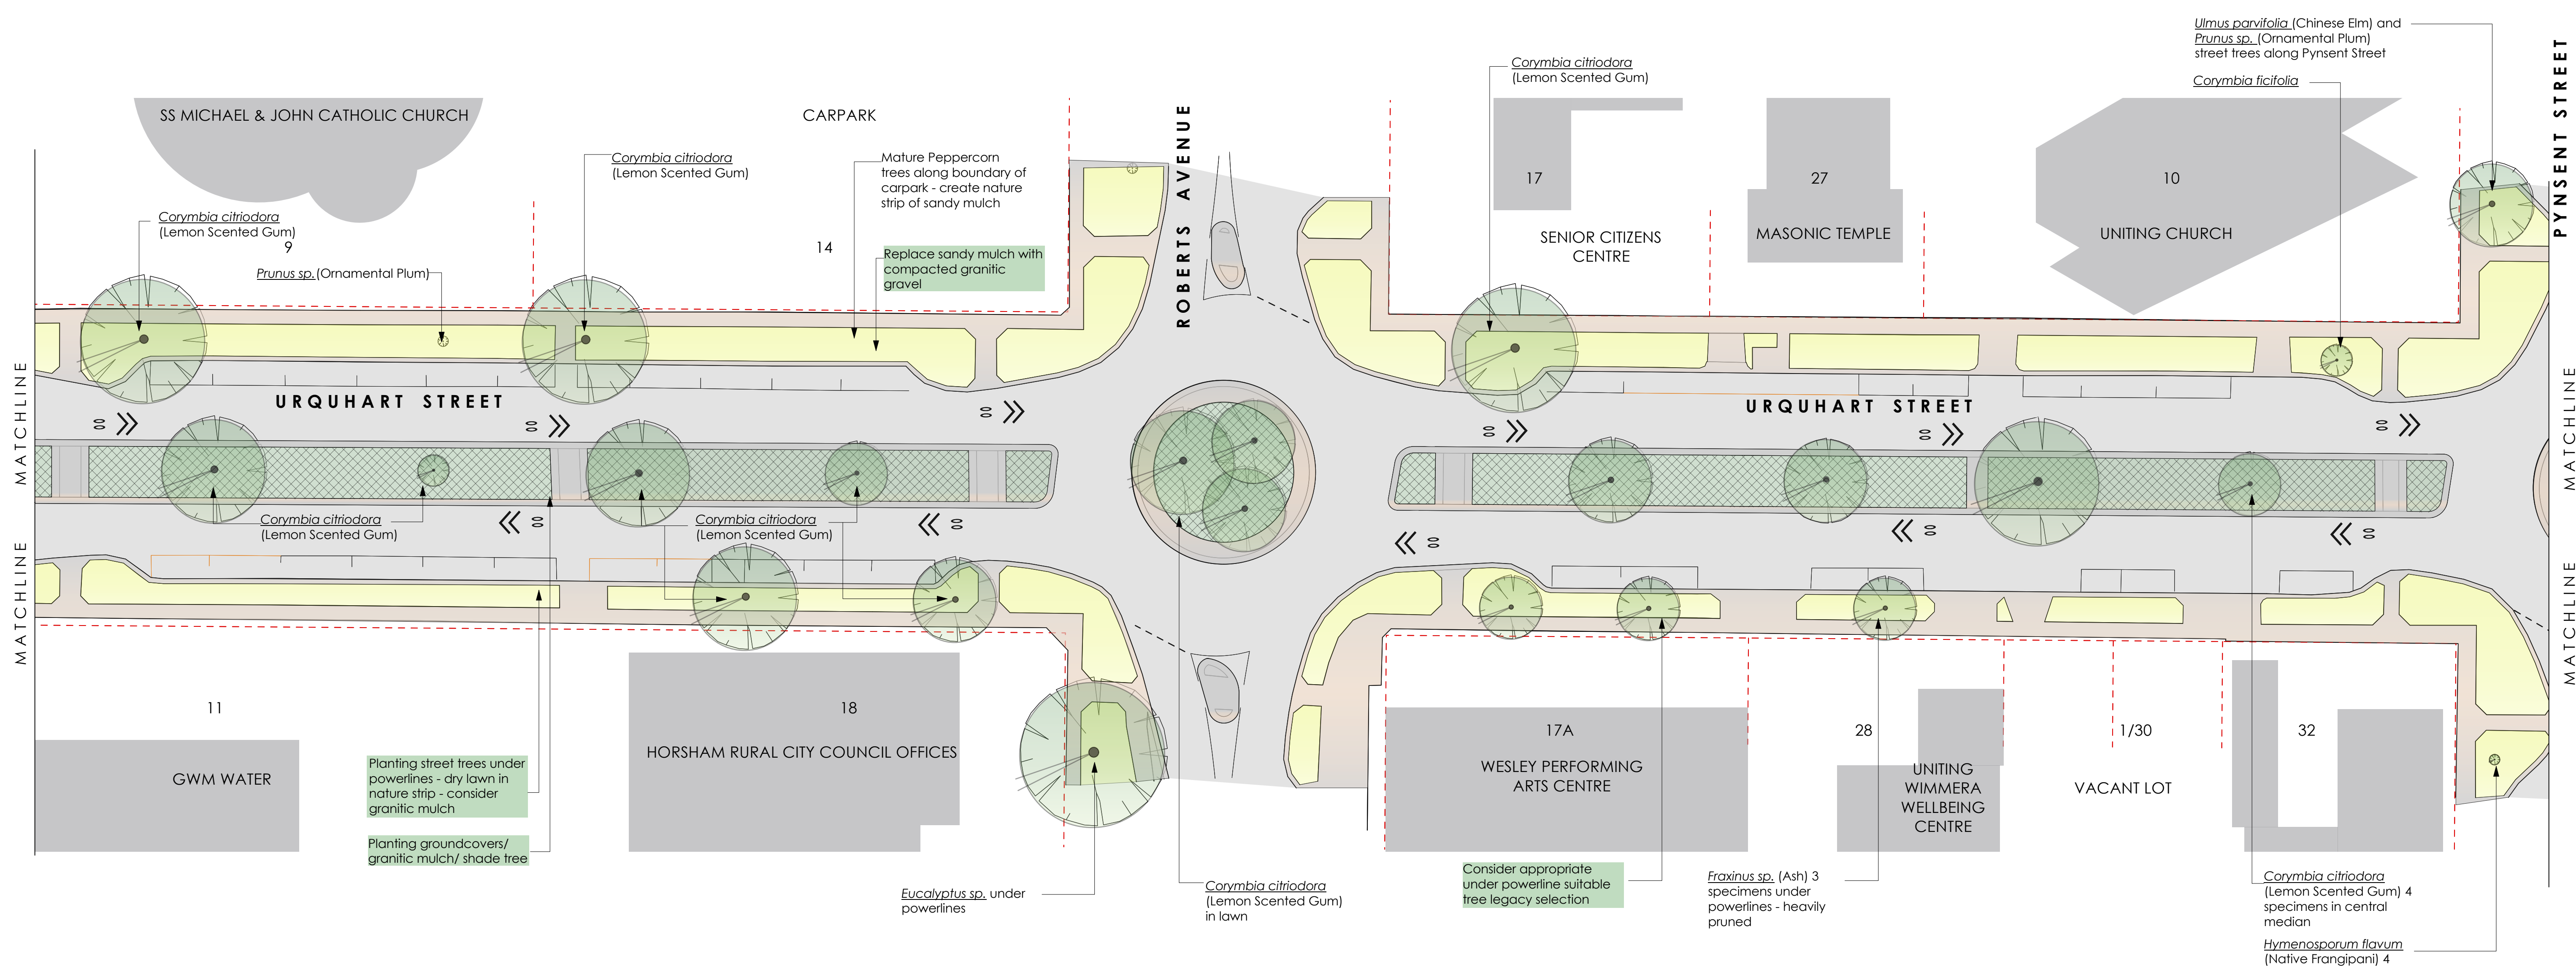 Ulmus parvifolia (Chinese Elm) and
Prunus sp. (Ornamental Plum)
street trees along Pynsent Street
Corymbia ficifolia
PYNSENT STREET
Corymbia citriodora
(Lemon Scented Gum)
SS MICHAEL & JOHN CATHOLIC CHURCH
CARPARK
ROBERTS AVENUE
Corymbia citriodora
(Lemon Scented Gum)
Mature Peppercorn
trees along boundary of
carpark - create nature
strip of sandy mulch
17
27
10
SENIOR CITIZENS
CENTRE
MASONIC TEMPLE
UNITING CHURCH
Corymbia citriodora
(Lemon Scented Gum)
9
14
Replace sandy mulch with
compacted granitic
gravel
Prunus sp. (Ornamental Plum)
MATCHLINE
URQUHART STREET
URQUHART STREET
MATCHLINE
Corymbia citriodora
(Lemon Scented Gum)
Corymbia citriodora
(Lemon Scented Gum)
MATCHLINE
MATCHLINE
11
GWM WATER
18
HORSHAM RURAL CITY COUNCIL OFFICES
17A
WESLEY PERFORMING
ARTS CENTRE
28
UNITING
WIMMERA
WELLBEING
CENTRE
1/30
VACANT LOT
32
Planting street trees under
powerlines - dry lawn in
nature strip - consider
granitic mulch
Planting groundcovers/
granitic mulch/ shade tree
Eucalyptus sp. under
powerlines
Corymbia citriodora
(Lemon Scented Gum)
in lawn
Consider appropriate
under powerline suitable
tree legacy selection
Fraxinus sp. (Ash) 3
specimens under
powerlines - heavily
pruned
Corymbia citriodora
(Lemon Scented Gum) 4
specimens in central
median
Hymenosporum flavum
(Native Frangipani) 4